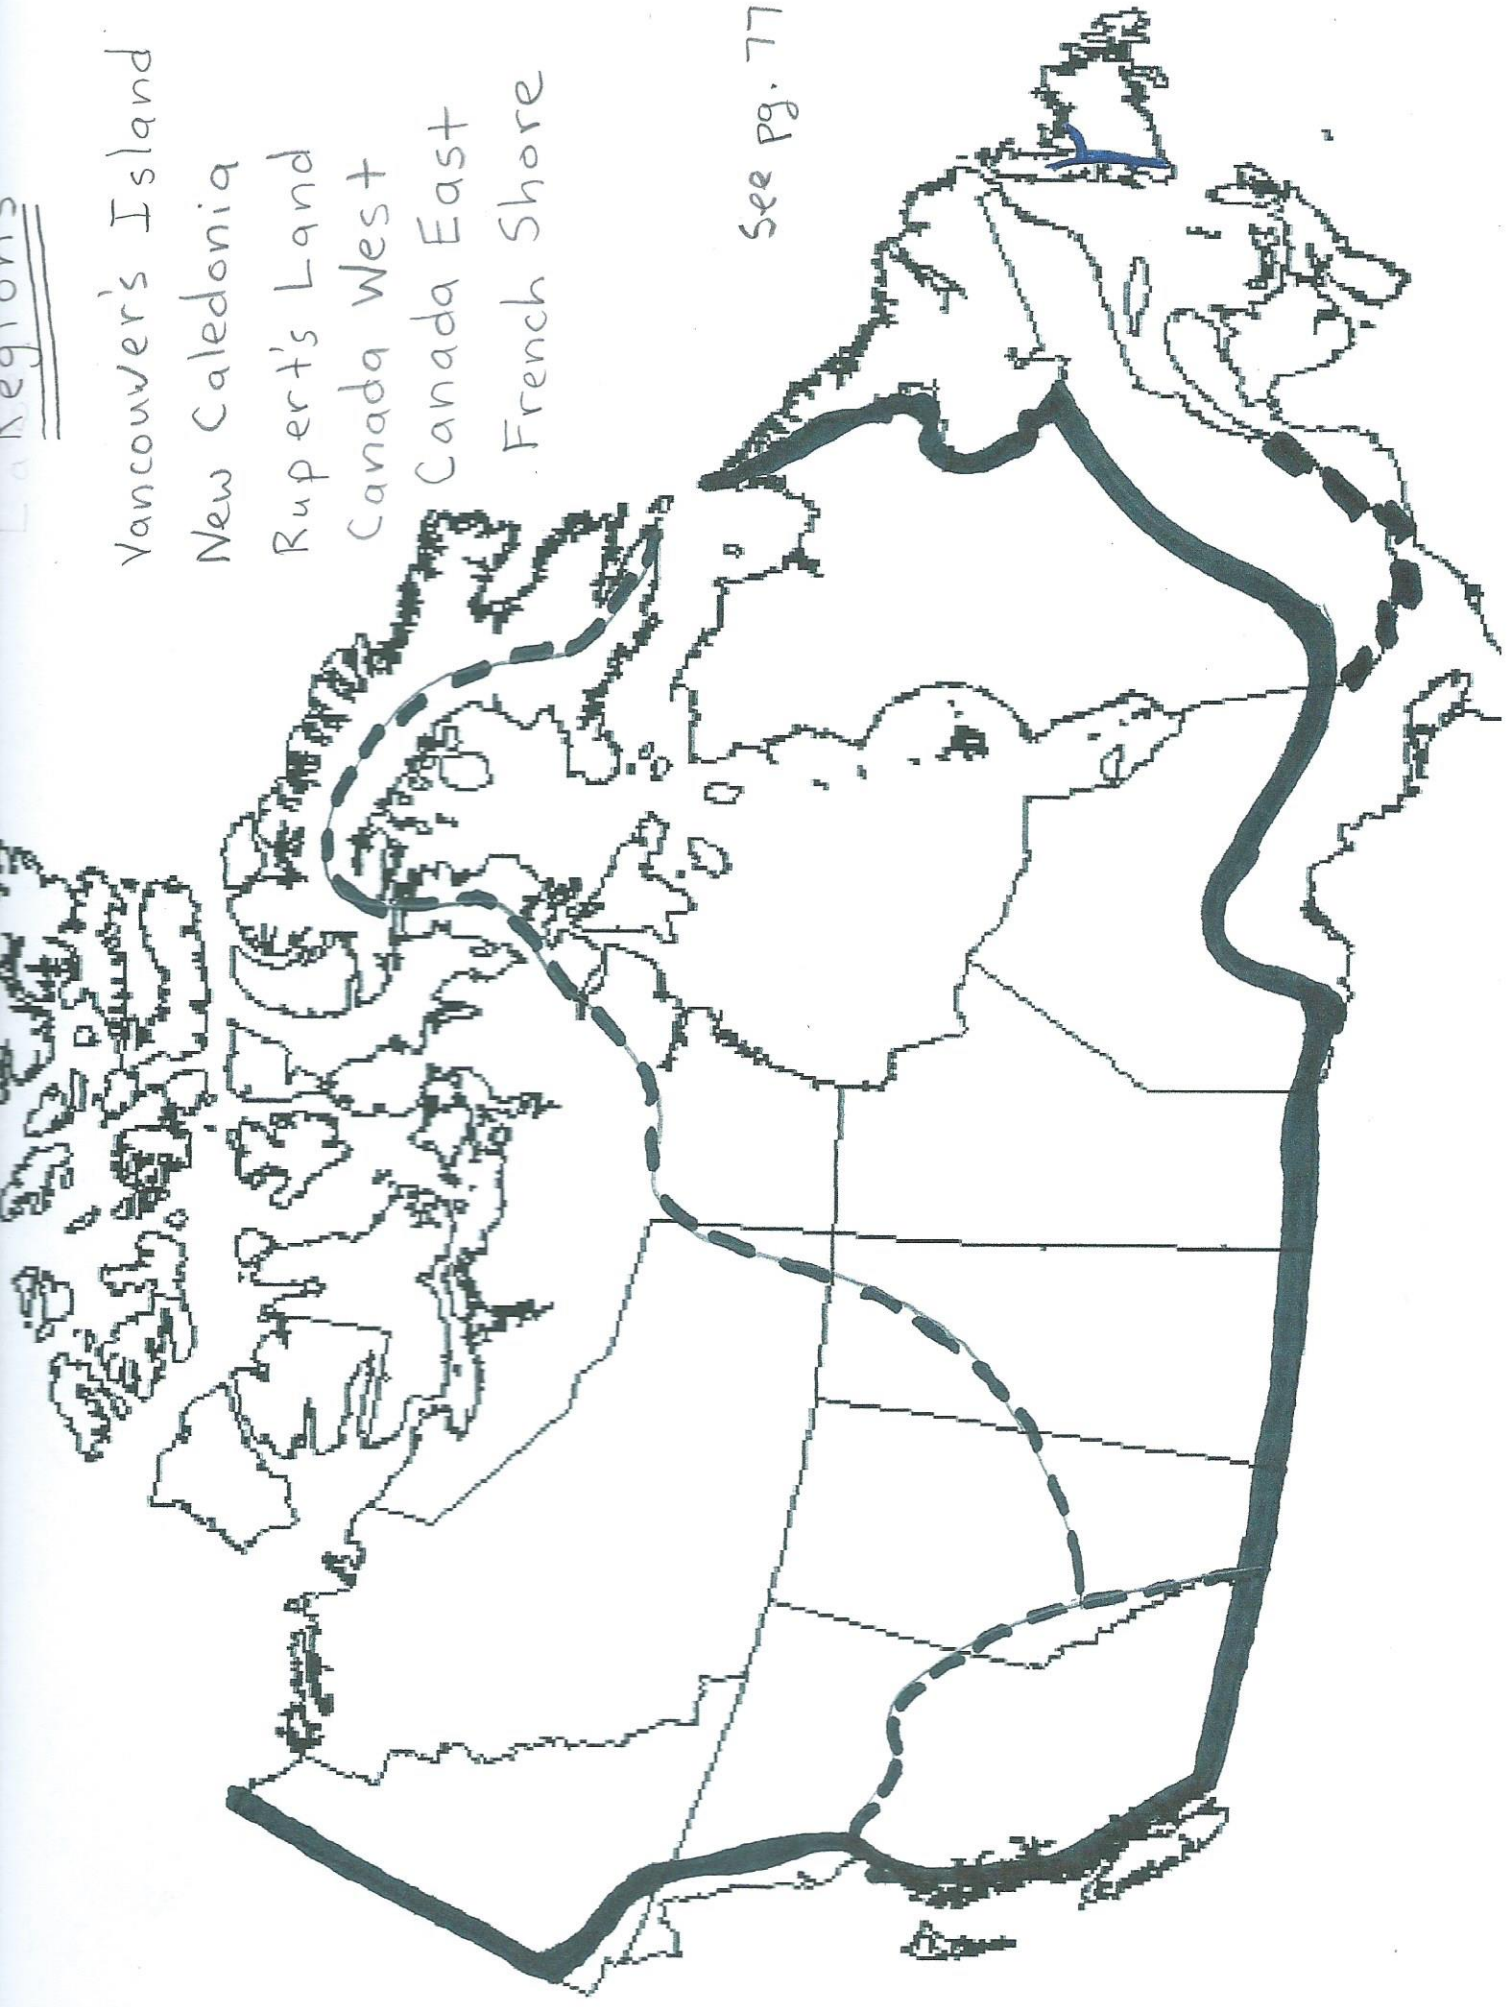 Regions
Vancouver's Island
New Caledonia
Rupert's Land
Canada West
Canada East
French Shore
See pg. 77